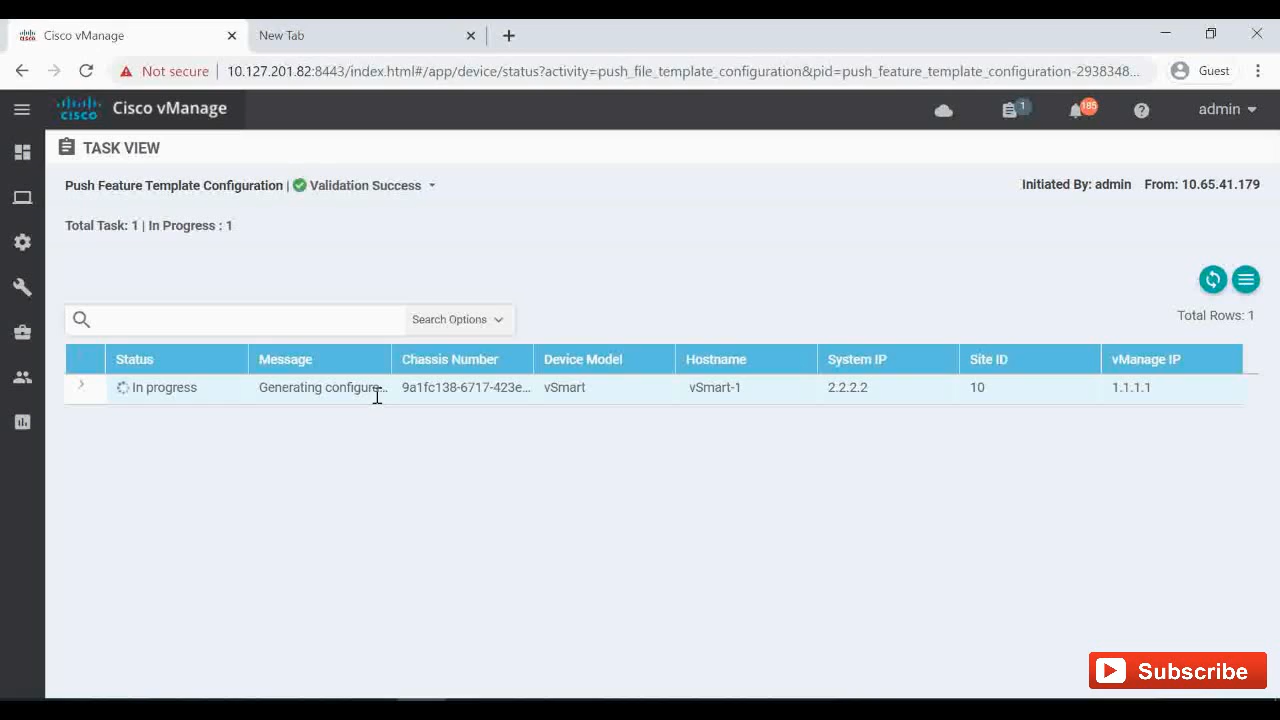 Cisco vManage
New Tab
Not secure
10.127.201.82:8443/index.html#/app/device/status?activity=push_file_template_configuration&pid=push_feature_template_configuration-2938348...
Guest
cisco
Cisco vManage
1
185
admin
TASK VIEW
Push Feature Template Configuration | Validation Success
Initiated By: admin From: 10.65.41.179
Total Task: 1 | In Progress : 1
Search Options
Total Rows: 1
Status Message Chassis Number Device Model Hostname System IP Site ID vManage IP
In progress Generating configure... 9a1fc138-6717-423e... vSmart vSmart-1 2.2.2.2 10 1.1.1.1
Subscribe